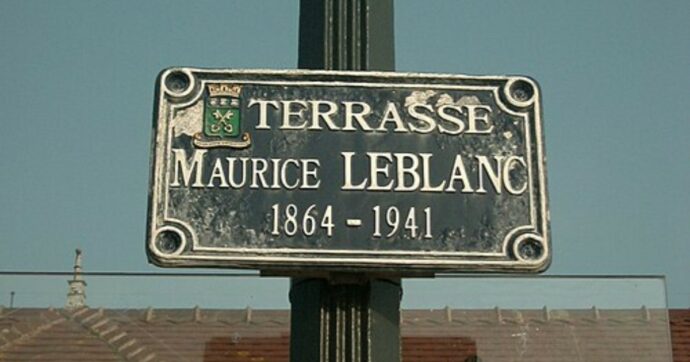 TERRASSE
MAURICE LEBLANC
1864 - 1941